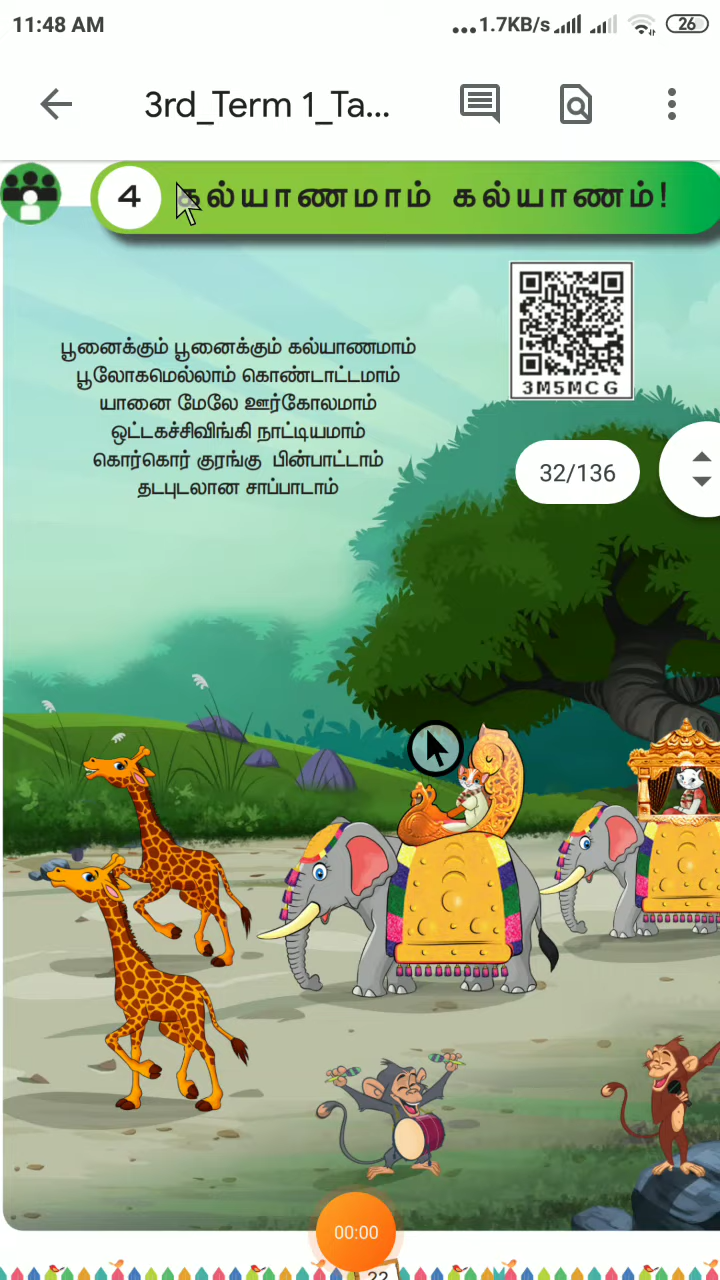 11:48 AM
...1.7KB/s
26
3rd_Term 1_Ta...
4
கல்யாணமாம் கல்யாணம்!
பூனைக்கும் பூனைக்கும் கல்யாணமாம்
பூலோகமெல்லாம் கொண்டாட்டமாம்
யானை மேலே ஊர்கோலமாம்
ஒட்டகச்சிவிங்கி நாட்டியமாம்
கொர்கொர் குரங்கு பின்பாட்டாம்
தடபுடலான சாப்பாடாம்
3M5MCG
32/136
00:00